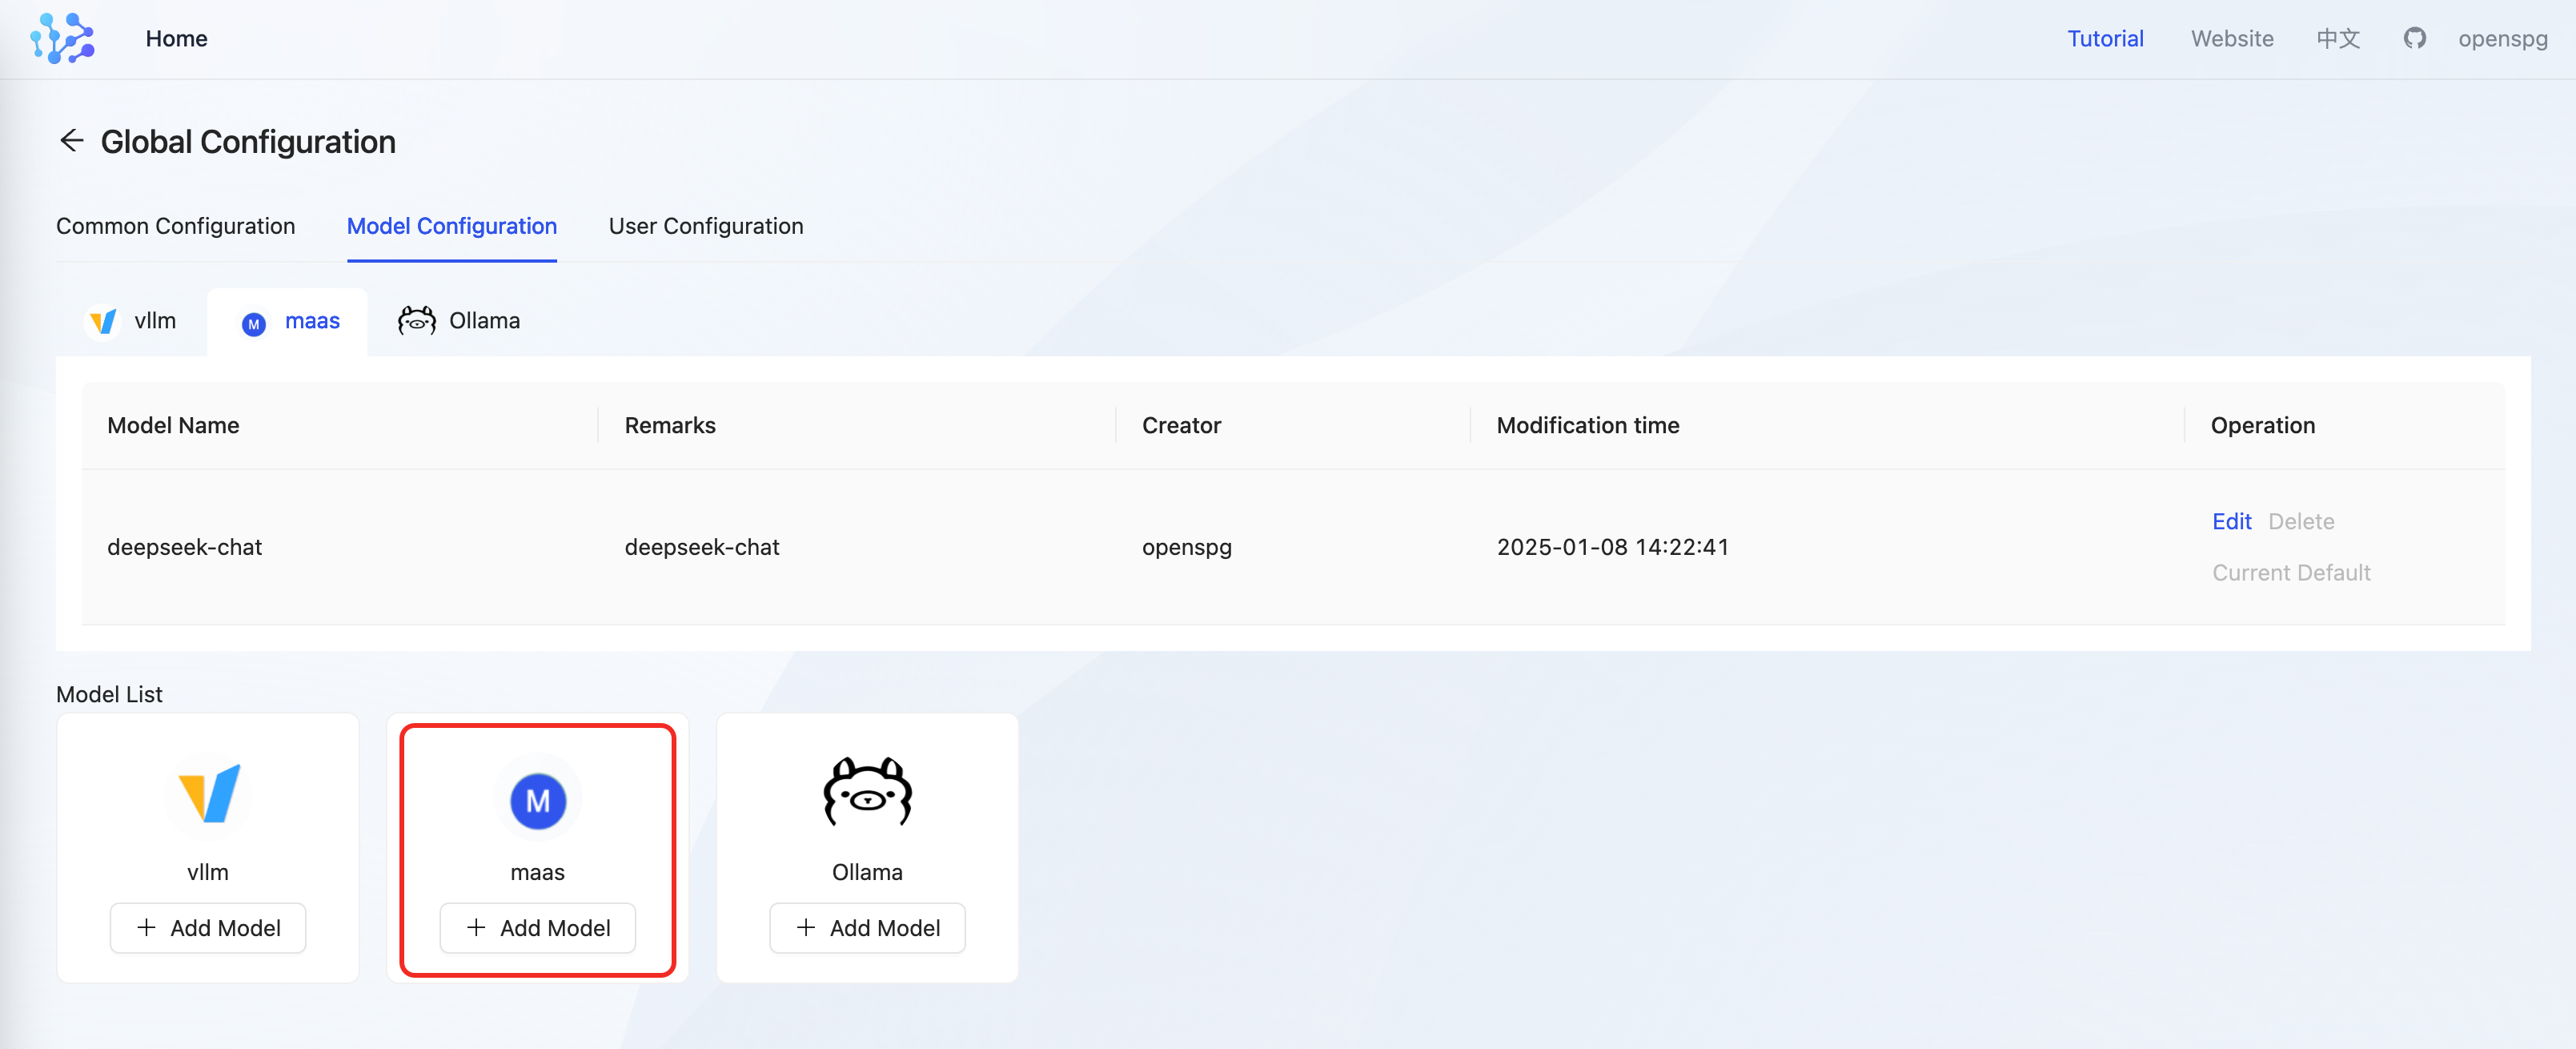 Home
Tutorial Website 中文 openspg
Global Configuration
Common Configuration Model Configuration User Configuration
vllm M maas Ollama
Model Name Remarks Creator Modification time Operation
Edit Delete
deepseek-chat deepseek-chat openspg 2025-01-08 14:22:41
Current Default
Model List
M
vllm maas Ollama
+ Add Model + Add Model + Add Model